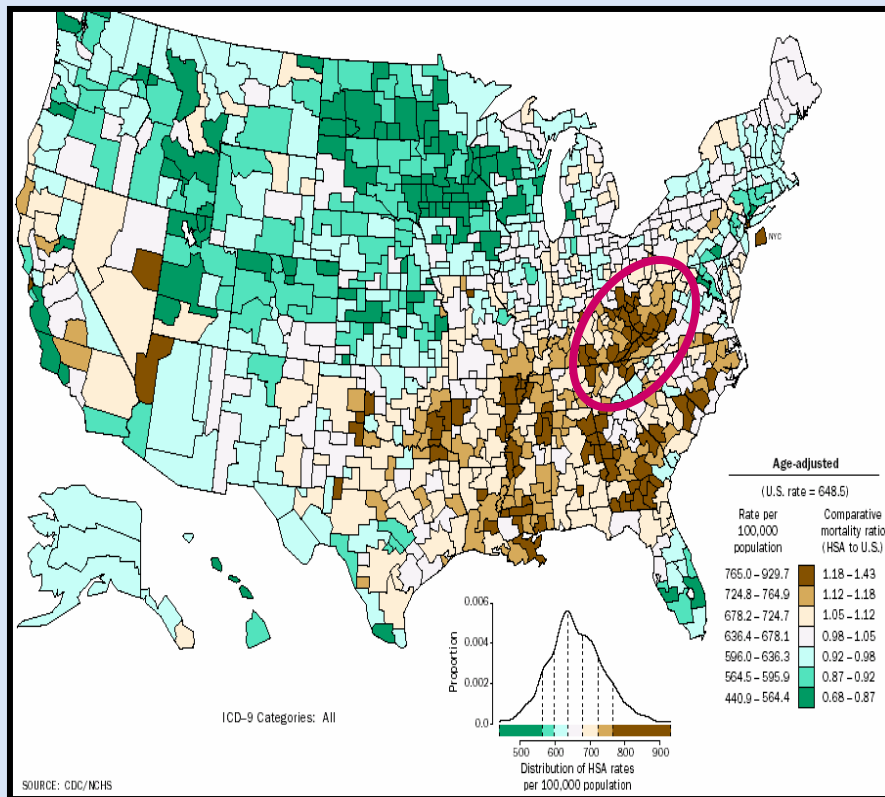 NYC
Age-adjusted
(U.S. rate = 648.5)
Rate per
100,000
population
Comparative
mortality ratio
(HSA to U.S.)
765.0 – 929.7 1.18 – 1.43
724.8 – 764.9 1.12 – 1.18
678.2 – 724.7 1.05 – 1.12
636.4 – 678.1 0.98 – 1.05
596.0 – 636.3 0.92 – 0.98
564.5 – 595.9 0.87 – 0.92
440.9 – 564.4 0.68 – 0.87
0.006
0.004
0.002
0.0
Proportion
500 600 700 800 900
Distribution of HSA rates
per 100,000 population
ICD–9 Categories: All
SOURCE: CDC/NCHS